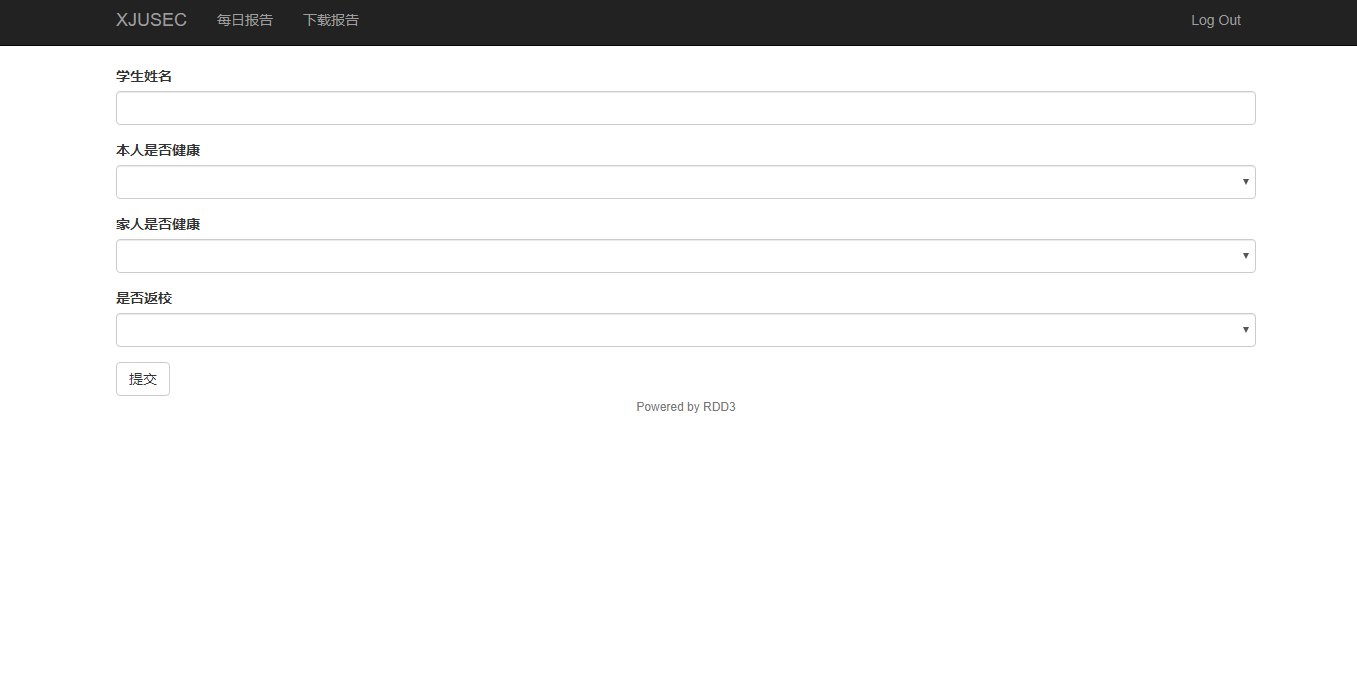 XJUSEC 每日报告 下载报告 Log Out
学生姓名
本人是否健康
家人是否健康
是否返校
提交
Powered by RDD3